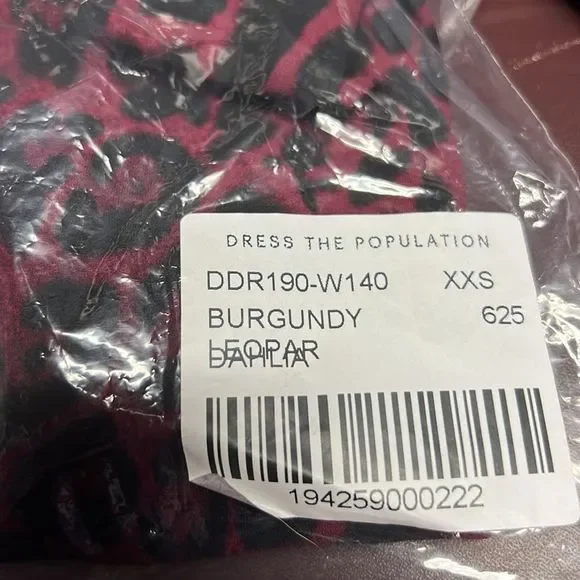 DRESS THE POPULATION
DDR190-W140 XXS
BURGUNDY 625
LEOPAR
DAHLIA
194259000222